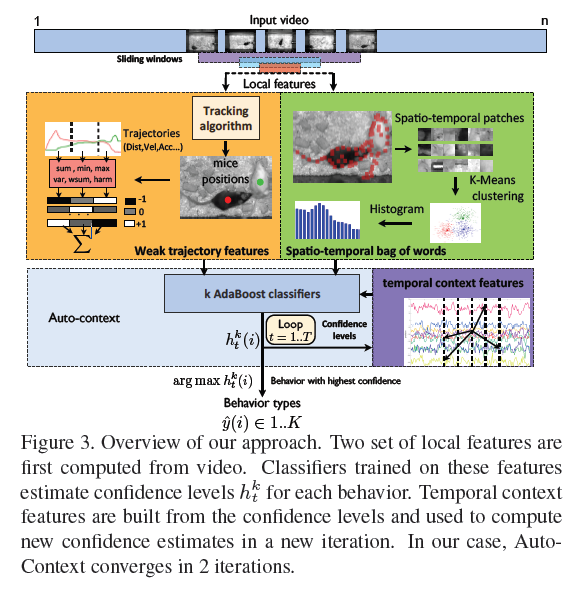 1
Input video
n
Sliding windows
Local features
Tracking
algorithm
Trajectories
(Dist,Vel,Acc...)
mice
positions
sum , min, max
var, wsum, harm
-1
0
+1
. . .
∑
Weak trajectory features
Spatio-temporal patches
K-Means
clustering
Histogram
Spatio-temporal bag of words
k AdaBoost classifiers
temporal context features
Auto-context
h_t^k(i)
Loop
t = 1..T
Confidence
levels
arg max h_t^k(i)
Behavior with highest confidence
Behavior types
ŷ(i) ∈ 1..K
Figure 3. Overview of our approach. Two set of local features are
first computed from video. Classifiers trained on these features
estimate confidence levels h_t^k for each behavior. Temporal context
features are built from the confidence levels and used to compute
new confidence estimates in a new iteration. In our case, Auto-
Context converges in 2 iterations.